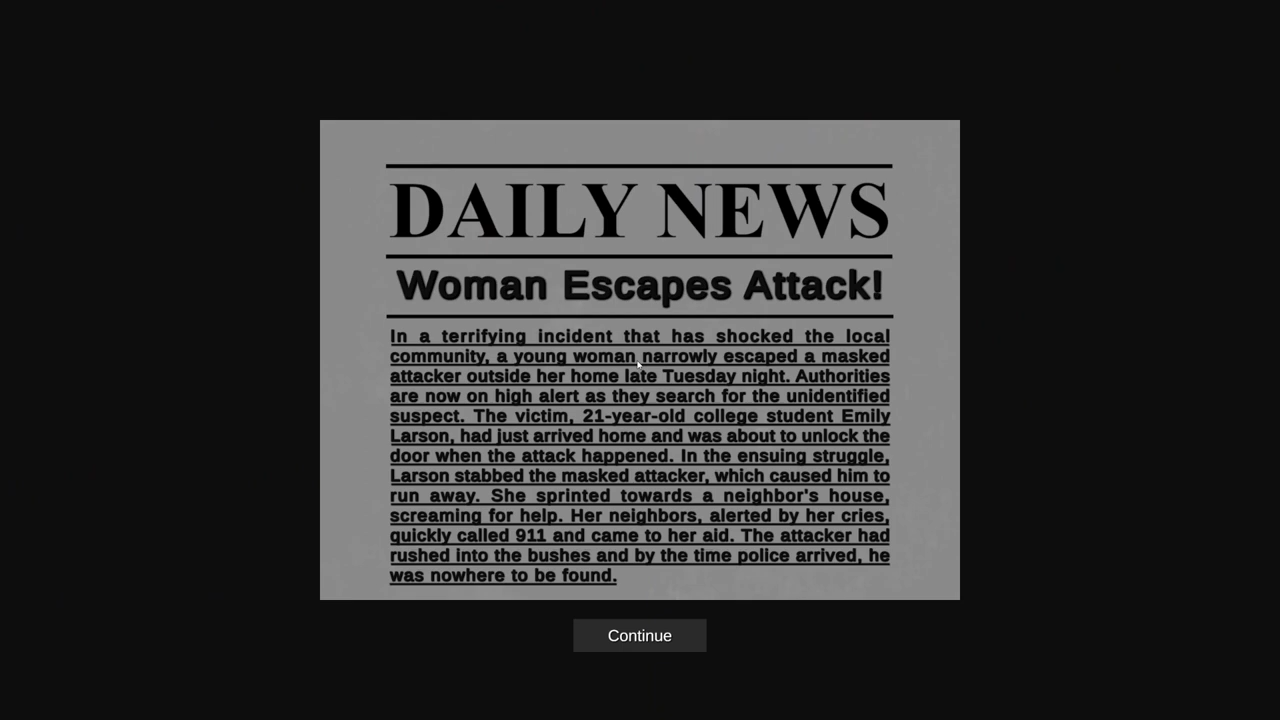 DAILY NEWS
Woman Escapes Attack!
In a terrifying incident that has shocked the local
community, a young woman narrowly escaped a masked
attacker outside her home late Tuesday night. Authorities
are now on high alert as they search for the unidentified
suspect. The victim, 21-year-old college student Emily
Larson, had just arrived home and was about to unlock the
door when the attack happened. In the ensuing struggle,
Larson stabbed the masked attacker, which caused him to
run away. She sprinted towards a neighbor's house,
screaming for help. Her neighbors, alerted by her cries,
quickly called 911 and came to her aid. The attacker had
rushed into the bushes and by the time police arrived, he
was nowhere to be found.
Continue